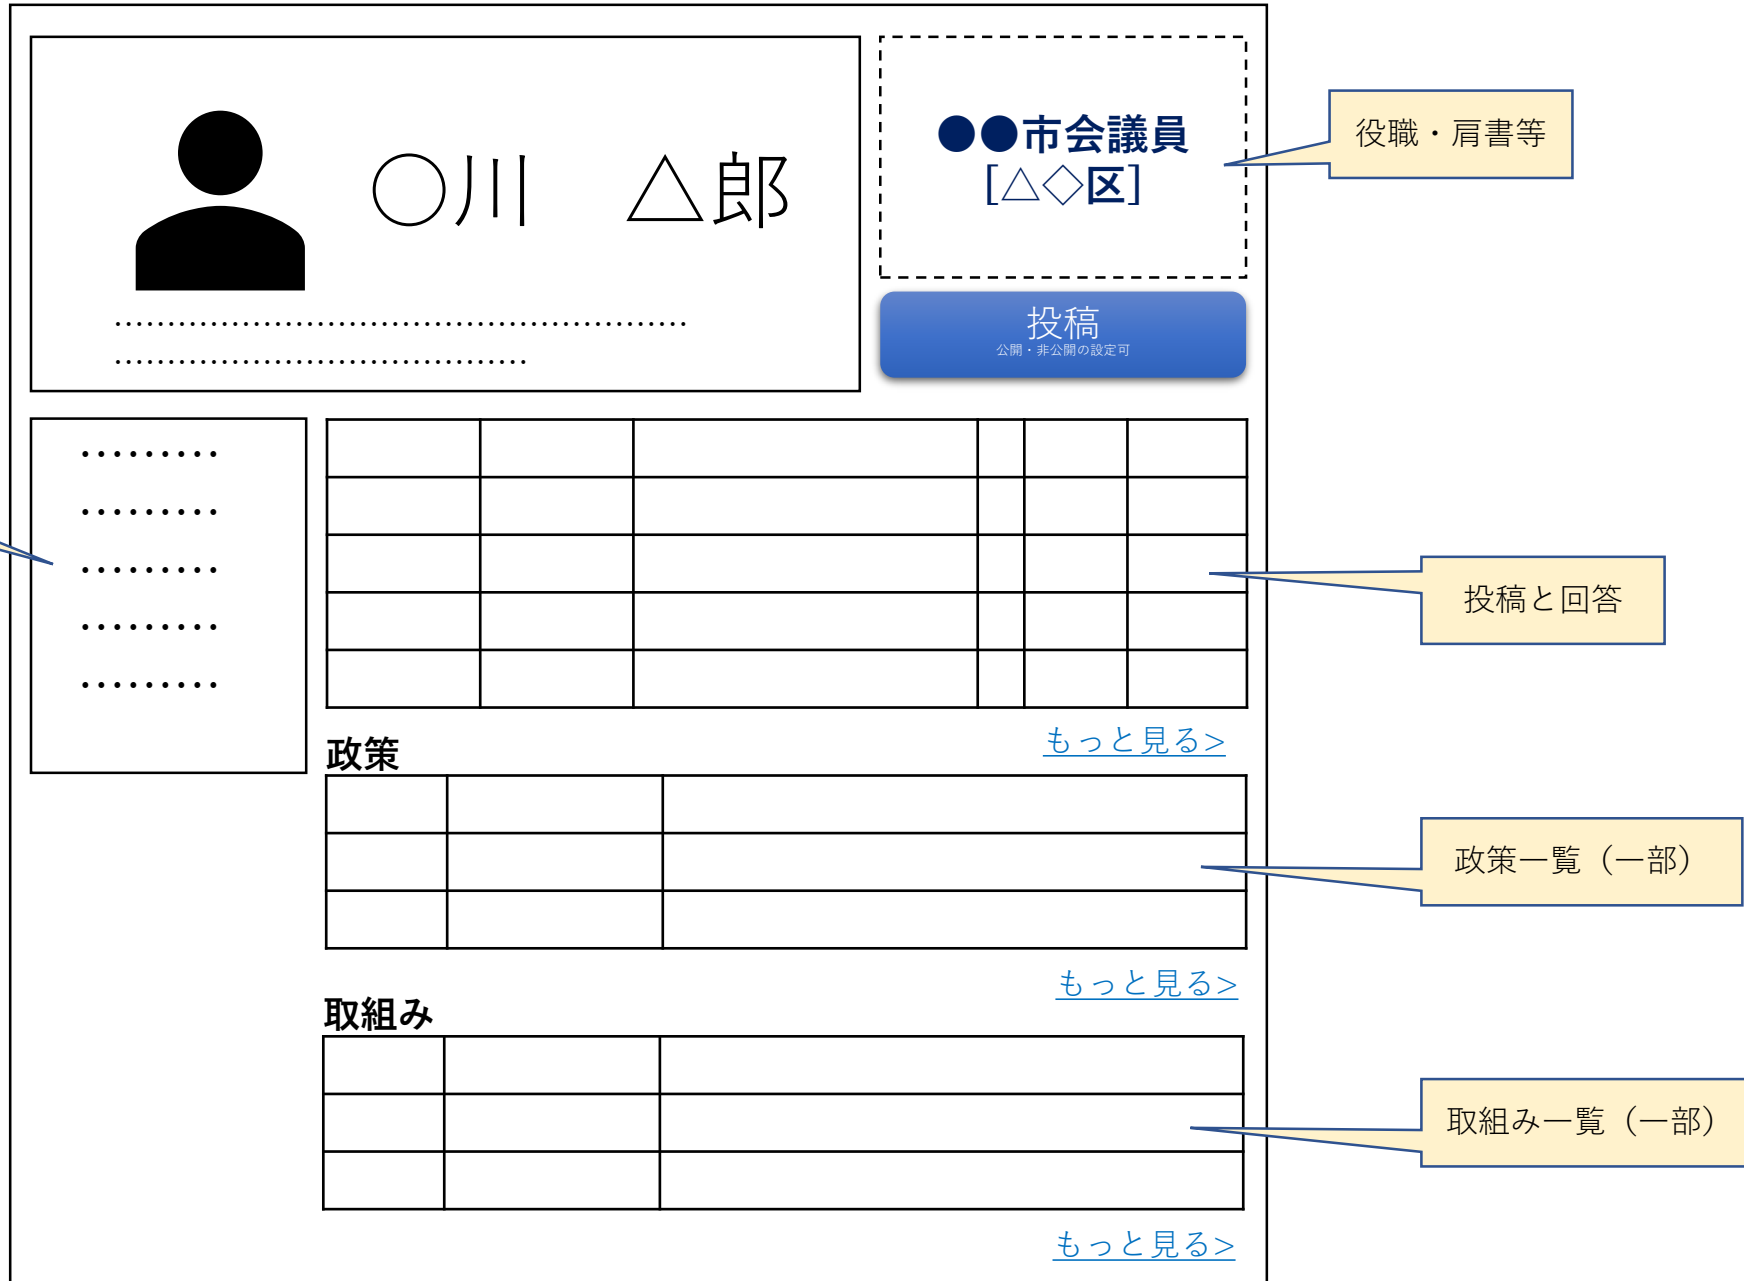 ○川　△郎
●●市会議員
[△◇区]
役職・肩書等
投稿
公開・非公開の設定可
投稿と回答
もっと見る>
政策
政策一覧（一部）
もっと見る>
取組み
取組み一覧（一部）
もっと見る>